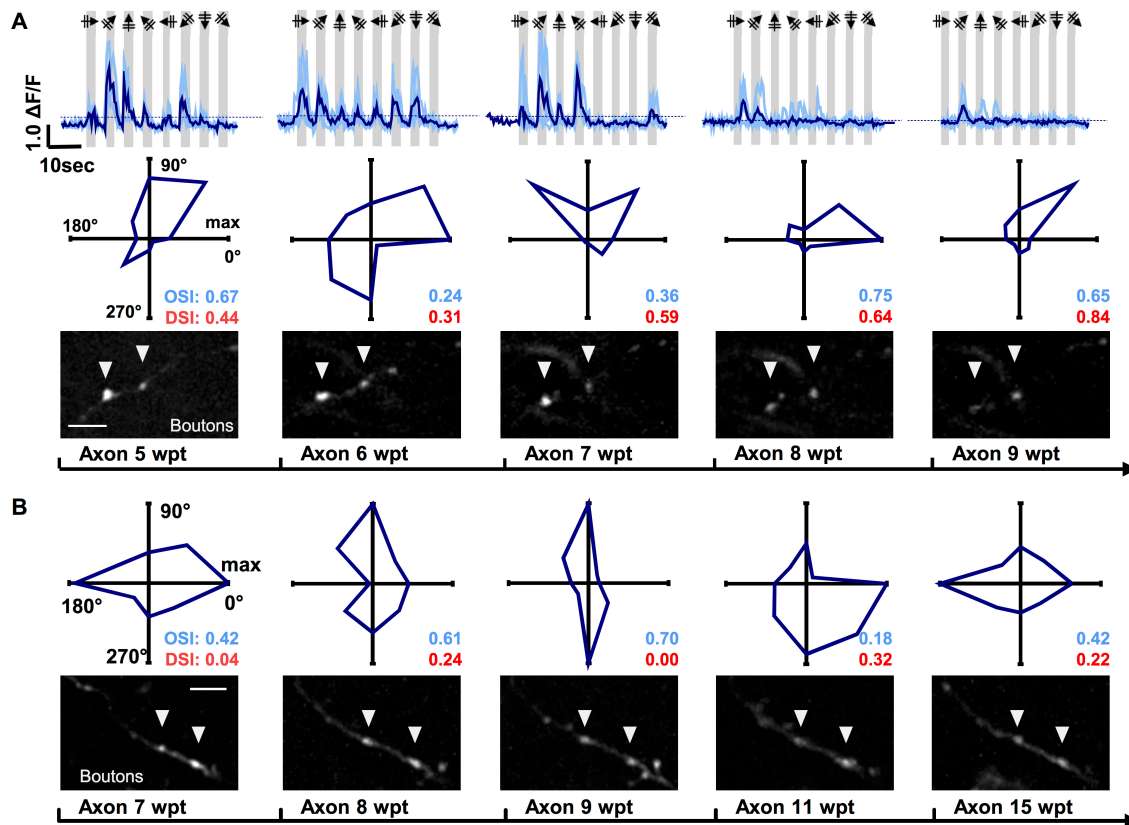 A
1.0 ΔF/F
10sec
90°
180°
max
0°
270°
OSI: 0.67
DSI: 0.44
0.24
0.31
0.36
0.59
0.75
0.64
0.65
0.84
Boutons
Axon 5 wpt
Axon 6 wpt
Axon 7 wpt
Axon 8 wpt
Axon 9 wpt
B
90°
max
180°
0°
270°
OSI: 0.42
DSI: 0.04
0.61
0.24
0.70
0.00
0.18
0.32
0.42
0.22
Boutons
Axon 7 wpt
Axon 8 wpt
Axon 9 wpt
Axon 11 wpt
Axon 15 wpt